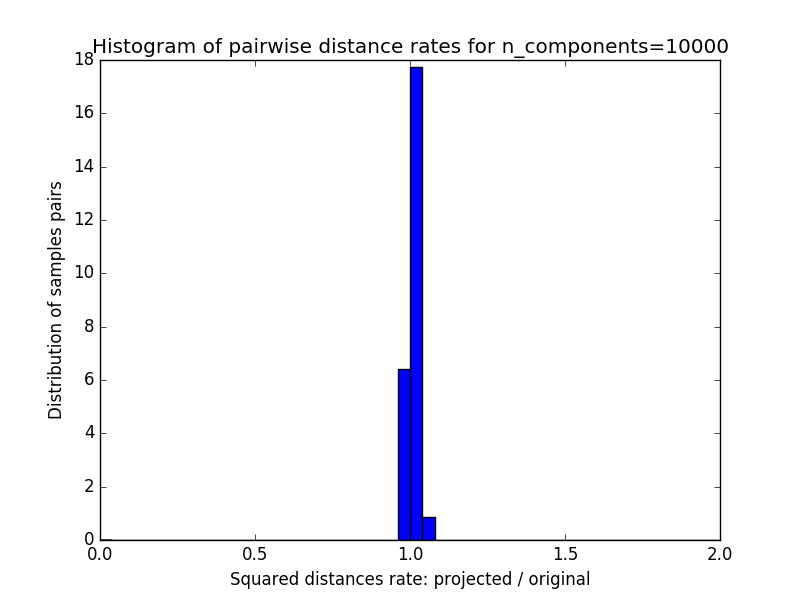 Histogram of pairwise distance rates for n_components=10000
18
16
14
12
10
8
6
4
2
0
Distribution of samples pairs
0.0 0.5 1.0 1.5 2.0
Squared distances rate: projected / original